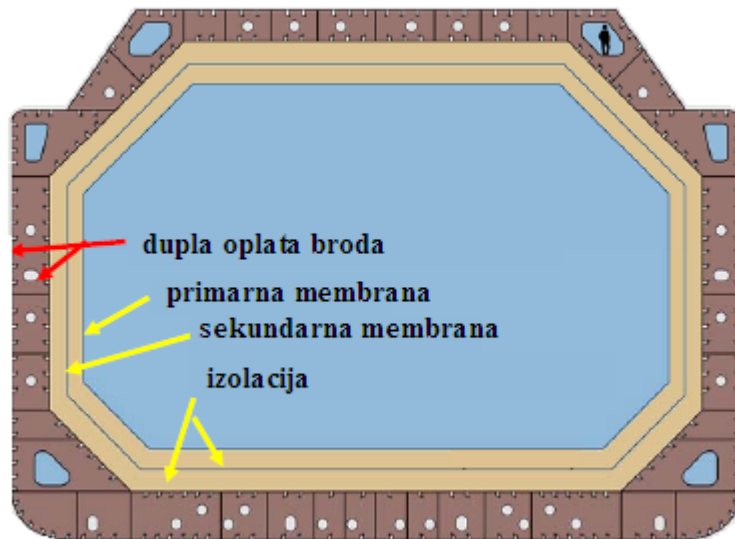 dupla oplata broda
primarna membrana
sekundarna membrana
izolacija